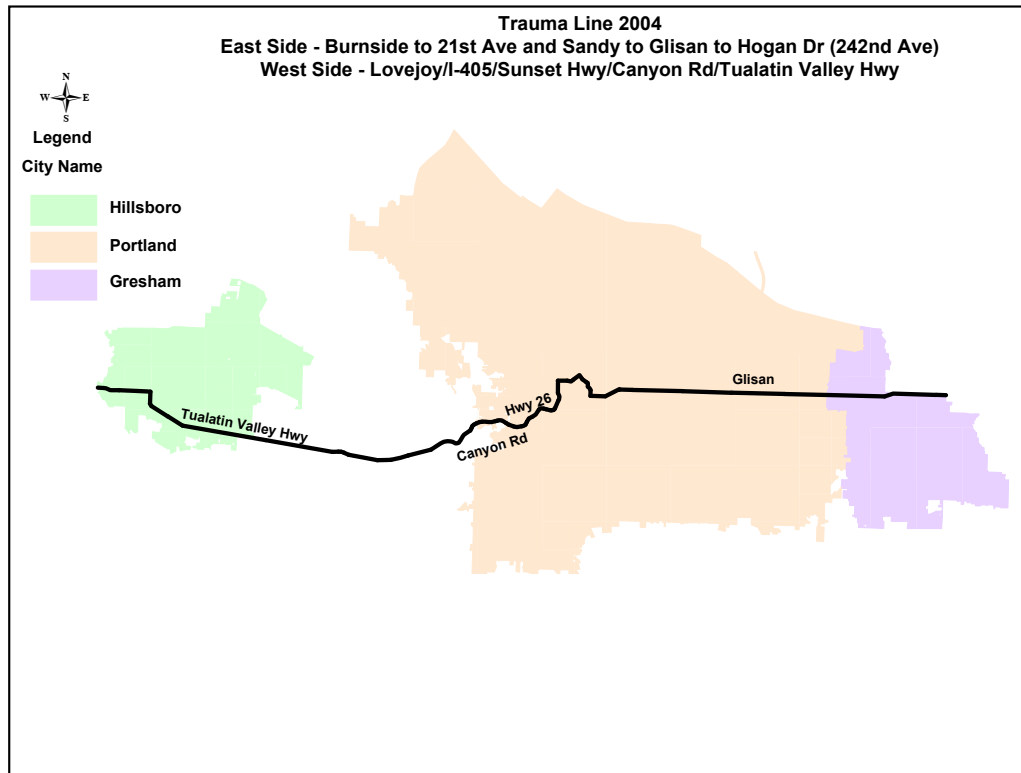 Trauma Line 2004
East Side - Burnside to 21st Ave and Sandy to Glisan to Hogan Dr (242nd Ave)
West Side - Lovejoy/I-405/Sunset Hwy/Canyon Rd/Tualatin Valley Hwy
N
W E
S
Legend
City Name
Hillsboro
Portland
Gresham
Glisan
Hwy 26
Tualatin Valley Hwy
Canyon Rd